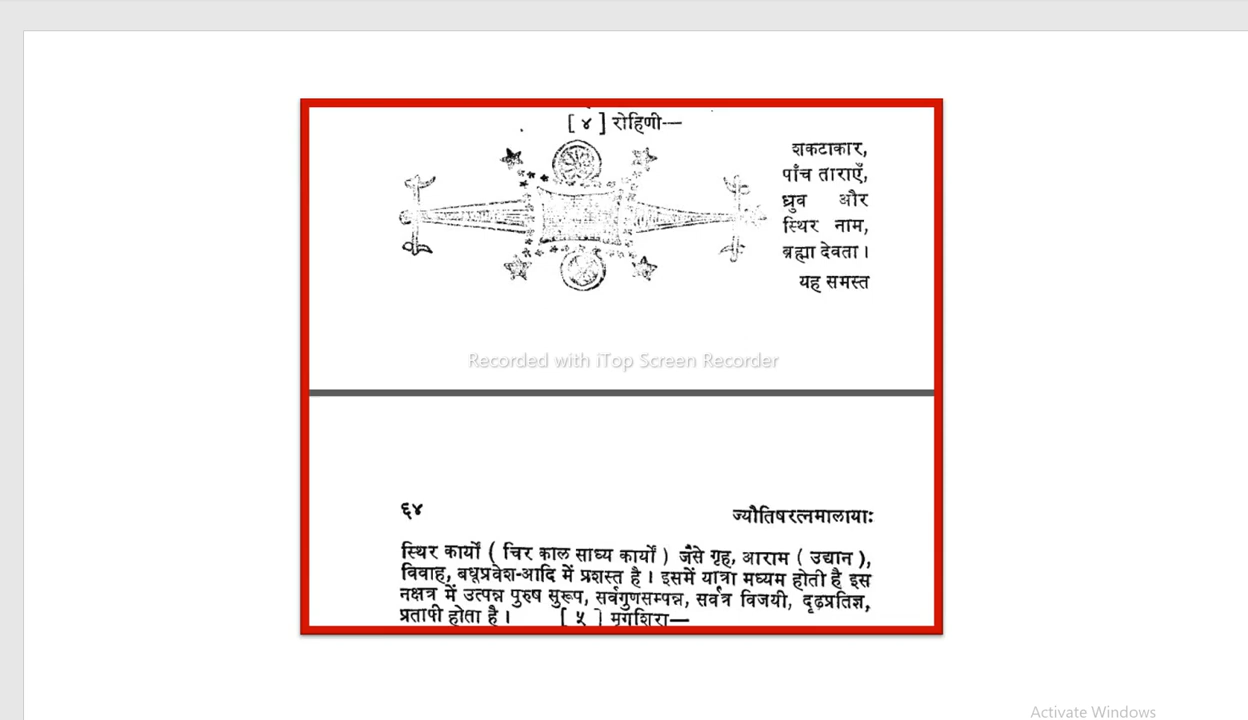 [ ४ ] रोहिणी—
शकटाकार,
पाँच ताराएँ,
ध्रुव और
स्थिर नाम,
ब्रह्मा देवता ।
यह समस्त
Recorded with iTop Screen Recorder
६४ ज्यौतिषरत्नमालायाः
स्थिर कार्यों ( चिर काल साध्य कार्यों ) जैसे गृह, आराम ( उद्यान ),
विवाह, बधूप्रवेश-आदि में प्रशस्त है । इसमें यात्रा मध्यम होती है इस
नक्षत्र में उत्पन्न पुरुष सुरूप, सर्वगुणसम्पन्न, सर्वत्र विजयी, दृढ़प्रतिज्ञ,
प्रतापी होता है । [ ५ ] मृगशिरा—
Activate Windows